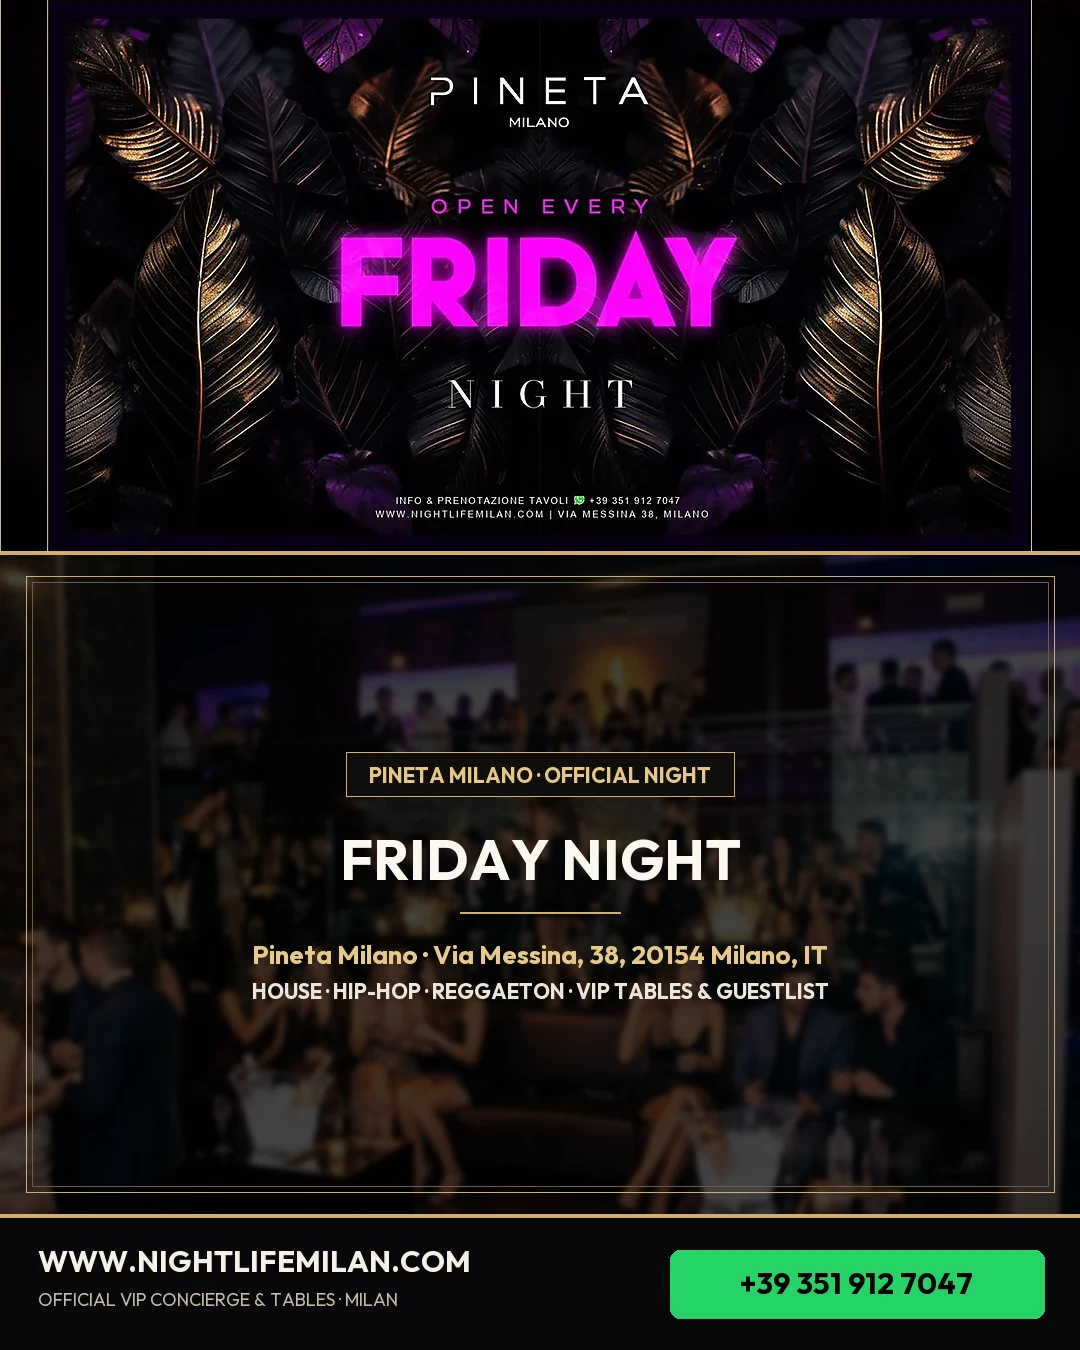 PINETA
MILANO
OPEN EVERY
FRIDAY
NIGHT
INFO & PRENOTAZIONE TAVOLI +39 351 912 7047
WWW.NIGHTLIFEMILAN.COM | VIA MESSINA 38, MILANO
PINETA MILANO · OFFICIAL NIGHT
FRIDAY NIGHT
Pineta Milano · Via Messina, 38, 20154 Milano, IT
HOUSE · HIP-HOP · REGGAETON · VIP TABLES & GUESTLIST
WWW.NIGHTLIFEMILAN.COM
OFFICIAL VIP CONCIERGE & TABLES · MILAN
+39 351 912 7047